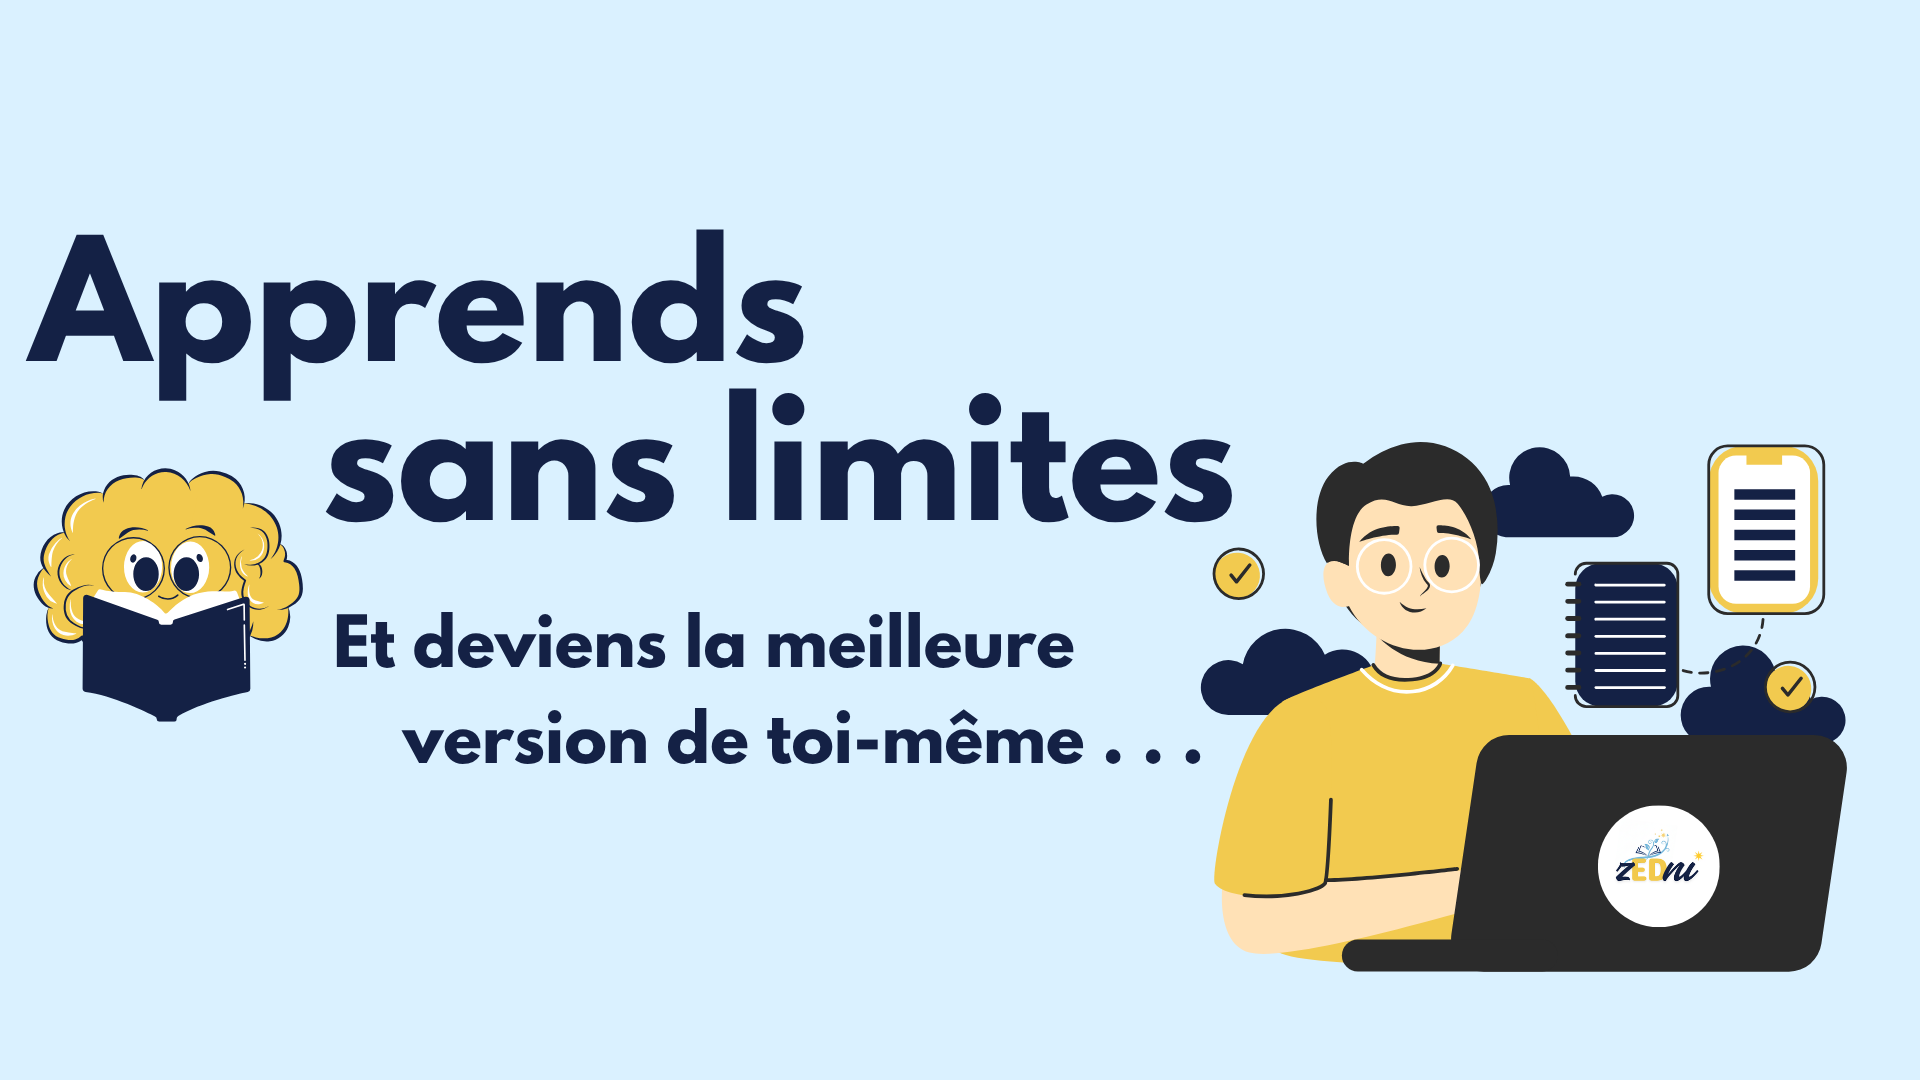 Apprends
sans limites
Et deviens la meilleure
version de toi-même . . .
zEDni